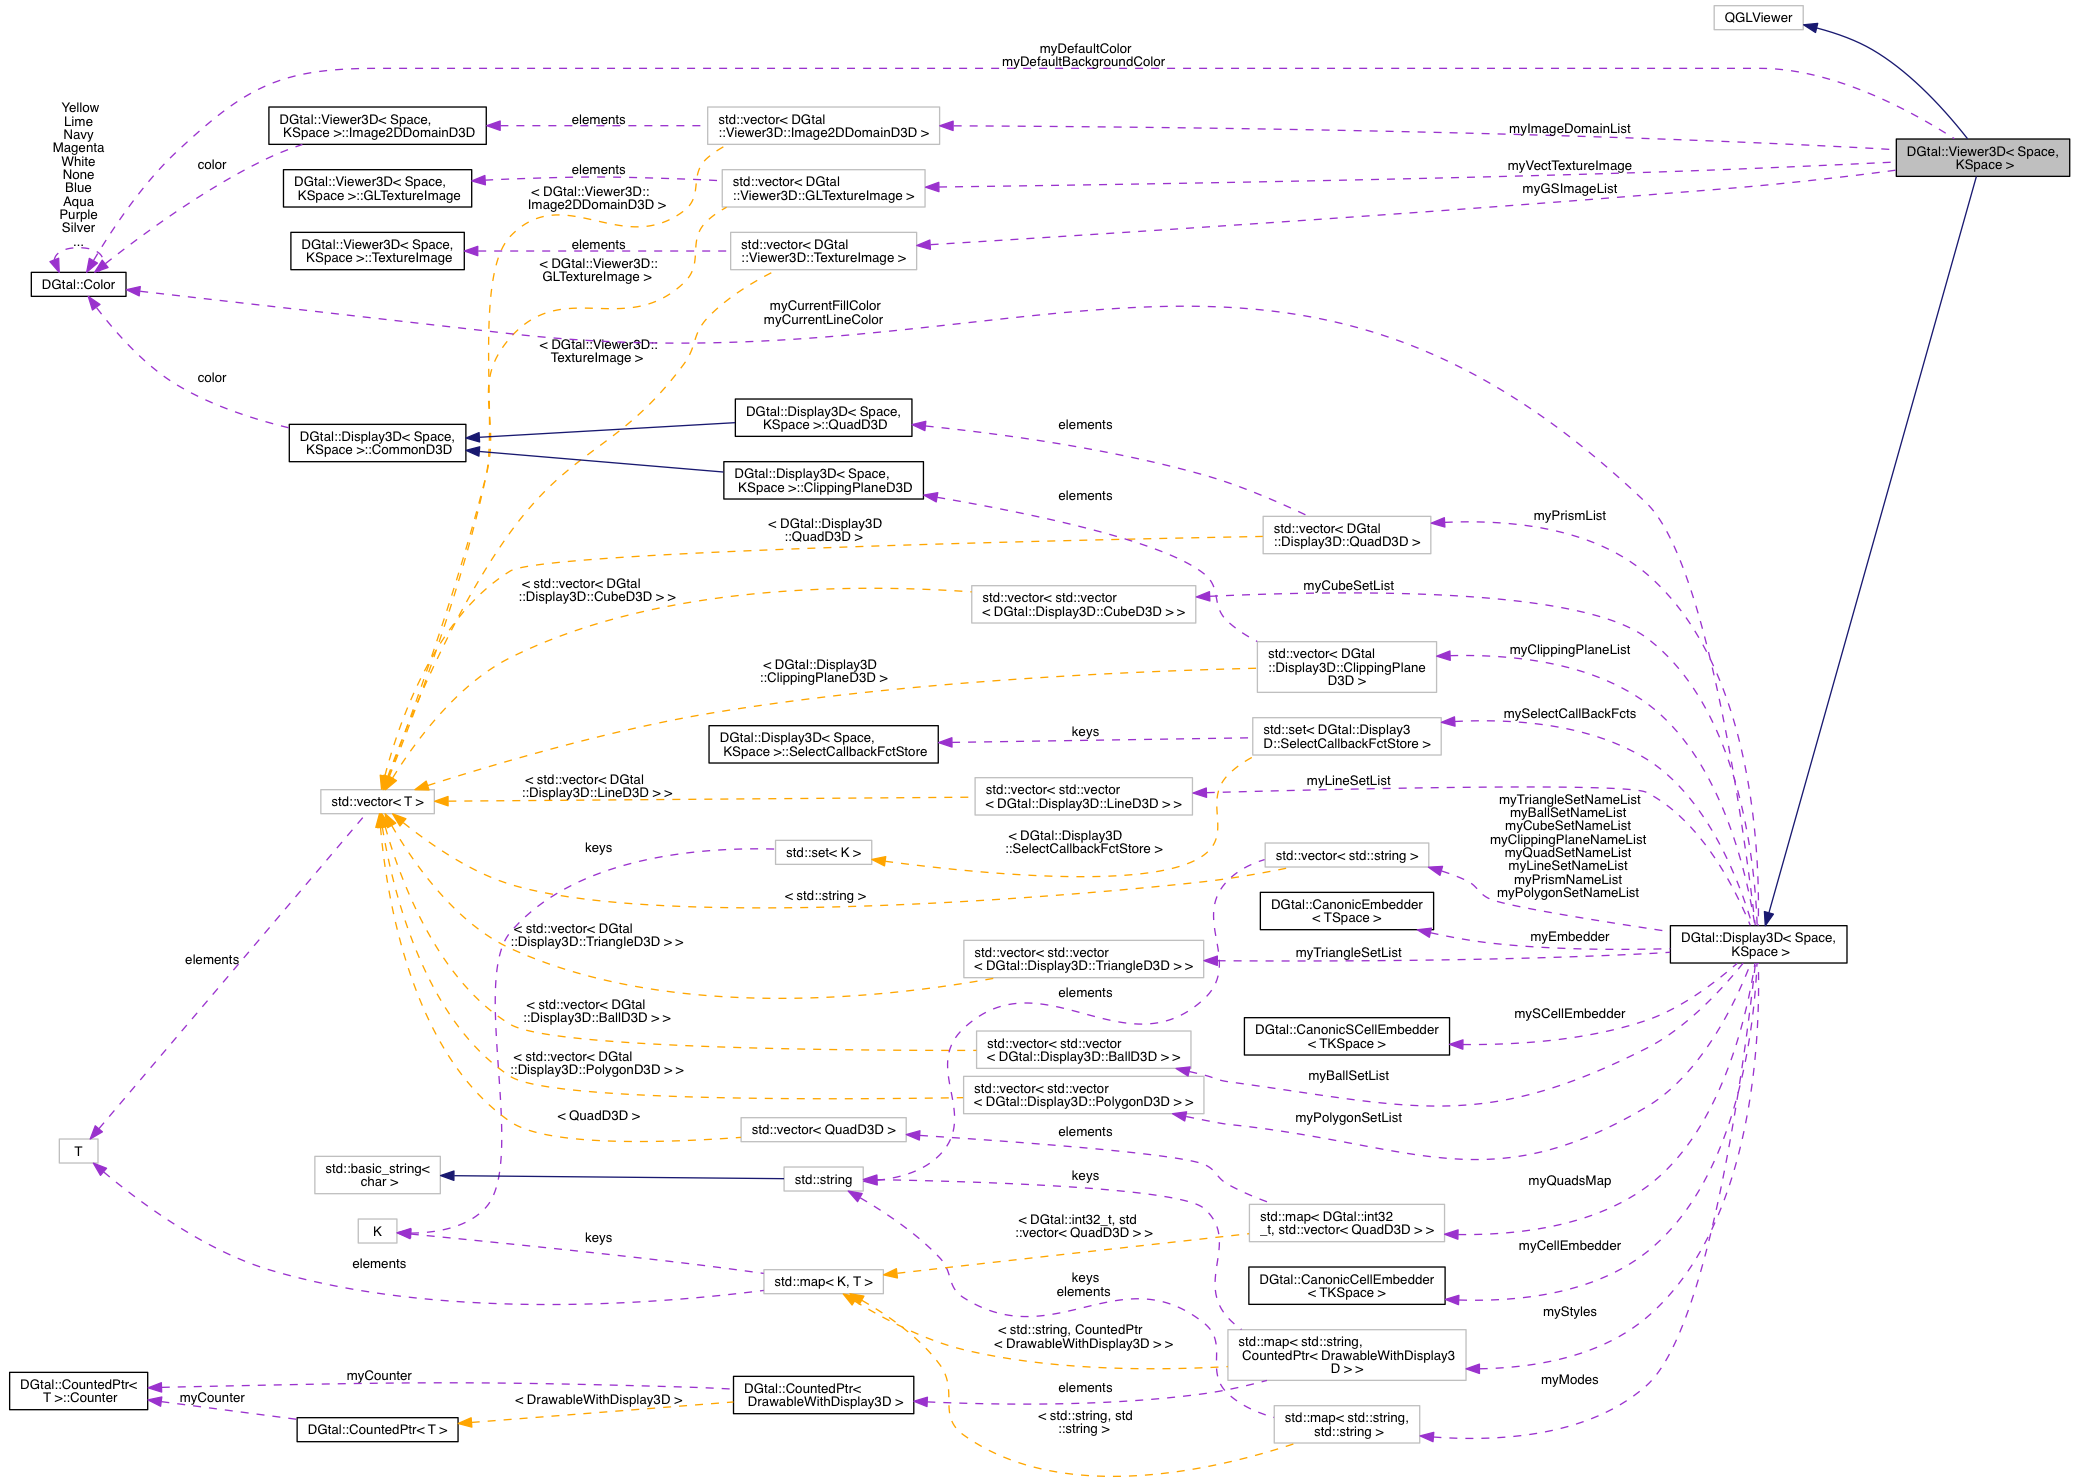 QGLViewer
myDefaultColor
myDefaultBackgroundColor
Yellow
Lime
Navy
Magenta
White
None
Blue
Aqua
Purple
Silver
...
DGtal::Viewer3D< Space,
KSpace >::Image2DDomainD3D
elements
std::vector< DGtal
::Viewer3D::Image2DDomainD3D >
myImageDomainList
DGtal::Viewer3D< Space,
KSpace >
color
DGtal::Viewer3D< Space,
KSpace >::GLTextureImage
elements
< DGtal::Viewer3D::
Image2DDomainD3D >
std::vector< DGtal
::Viewer3D::GLTextureImage >
myVectTextureImage
myGSImageList
DGtal::Viewer3D< Space,
KSpace >::TextureImage
elements
std::vector< DGtal
::Viewer3D::TextureImage >
< DGtal::Viewer3D::
GLTextureImage >
DGtal::Color
myCurrentFillColor
myCurrentLineColor
< DGtal::Viewer3D::
TextureImage >
color
DGtal::Display3D< Space,
KSpace >::CommonD3D
DGtal::Display3D< Space,
KSpace >::QuadD3D
elements
DGtal::Display3D< Space,
KSpace >::ClippingPlaneD3D
elements
< DGtal::Display3D
::QuadD3D >
std::vector< DGtal
::Display3D::QuadD3D >
myPrismList
< std::vector< DGtal
::Display3D::CubeD3D > >
std::vector< std::vector
< DGtal::Display3D::CubeD3D > >
myCubeSetList
< DGtal::Display3D
::ClippingPlaneD3D >
std::vector< DGtal
::Display3D::ClippingPlane
D3D >
myClippingPlaneList
DGtal::Display3D< Space,
KSpace >::SelectCallbackFctStore
keys
std::set< DGtal::Display3
D::SelectCallbackFctStore >
mySelectCallBackFcts
std::vector< T >
< std::vector< DGtal
::Display3D::LineD3D > >
std::vector< std::vector
< DGtal::Display3D::LineD3D > >
myLineSetList
keys
std::set< K >
< DGtal::Display3D
::SelectCallbackFctStore >
std::vector< std::string >
myTriangleSetNameList
myBallSetNameList
myCubeSetNameList
myClippingPlaneNameList
myQuadSetNameList
myLineSetNameList
myPrismNameList
myPolygonSetNameList
< std::string >
DGtal::CanonicEmbedder
< TSpace >
myEmbedder
DGtal::Display3D< Space,
KSpace >
< std::vector< DGtal
::Display3D::TriangleD3D > >
std::vector< std::vector
< DGtal::Display3D::TriangleD3D > >
myTriangleSetList
elements
elements
< std::vector< DGtal
::Display3D::BallD3D > >
std::vector< std::vector
< DGtal::Display3D::BallD3D > >
DGtal::CanonicSCellEmbedder
< TKSpace >
mySCellEmbedder
myBallSetList
< std::vector< DGtal
::Display3D::PolygonD3D > >
std::vector< std::vector
< DGtal::Display3D::PolygonD3D > >
myPolygonSetList
< QuadD3D >
std::vector< QuadD3D >
elements
T
std::basic_string<
char >
std::string
keys
myQuadsMap
K
keys
< DGtal::int32_t, std
::vector< QuadD3D > >
std::map< DGtal::int32
_t, std::vector< QuadD3D > >
myCellEmbedder
elements
std::map< K, T >
keys
elements
DGtal::CanonicCellEmbedder
< TKSpace >
myStyles
< std::string, CountedPtr
< DrawableWithDisplay3D > >
std::map< std::string,
CountedPtr< DrawableWithDisplay3
D > >
myModes
DGtal::CountedPtr<
T >::Counter
myCounter
myCounter
DGtal::CountedPtr< T >
< DrawableWithDisplay3D >
DGtal::CountedPtr<
DrawableWithDisplay3D >
elements
< std::string, std
::string >
std::map< std::string,
std::string >